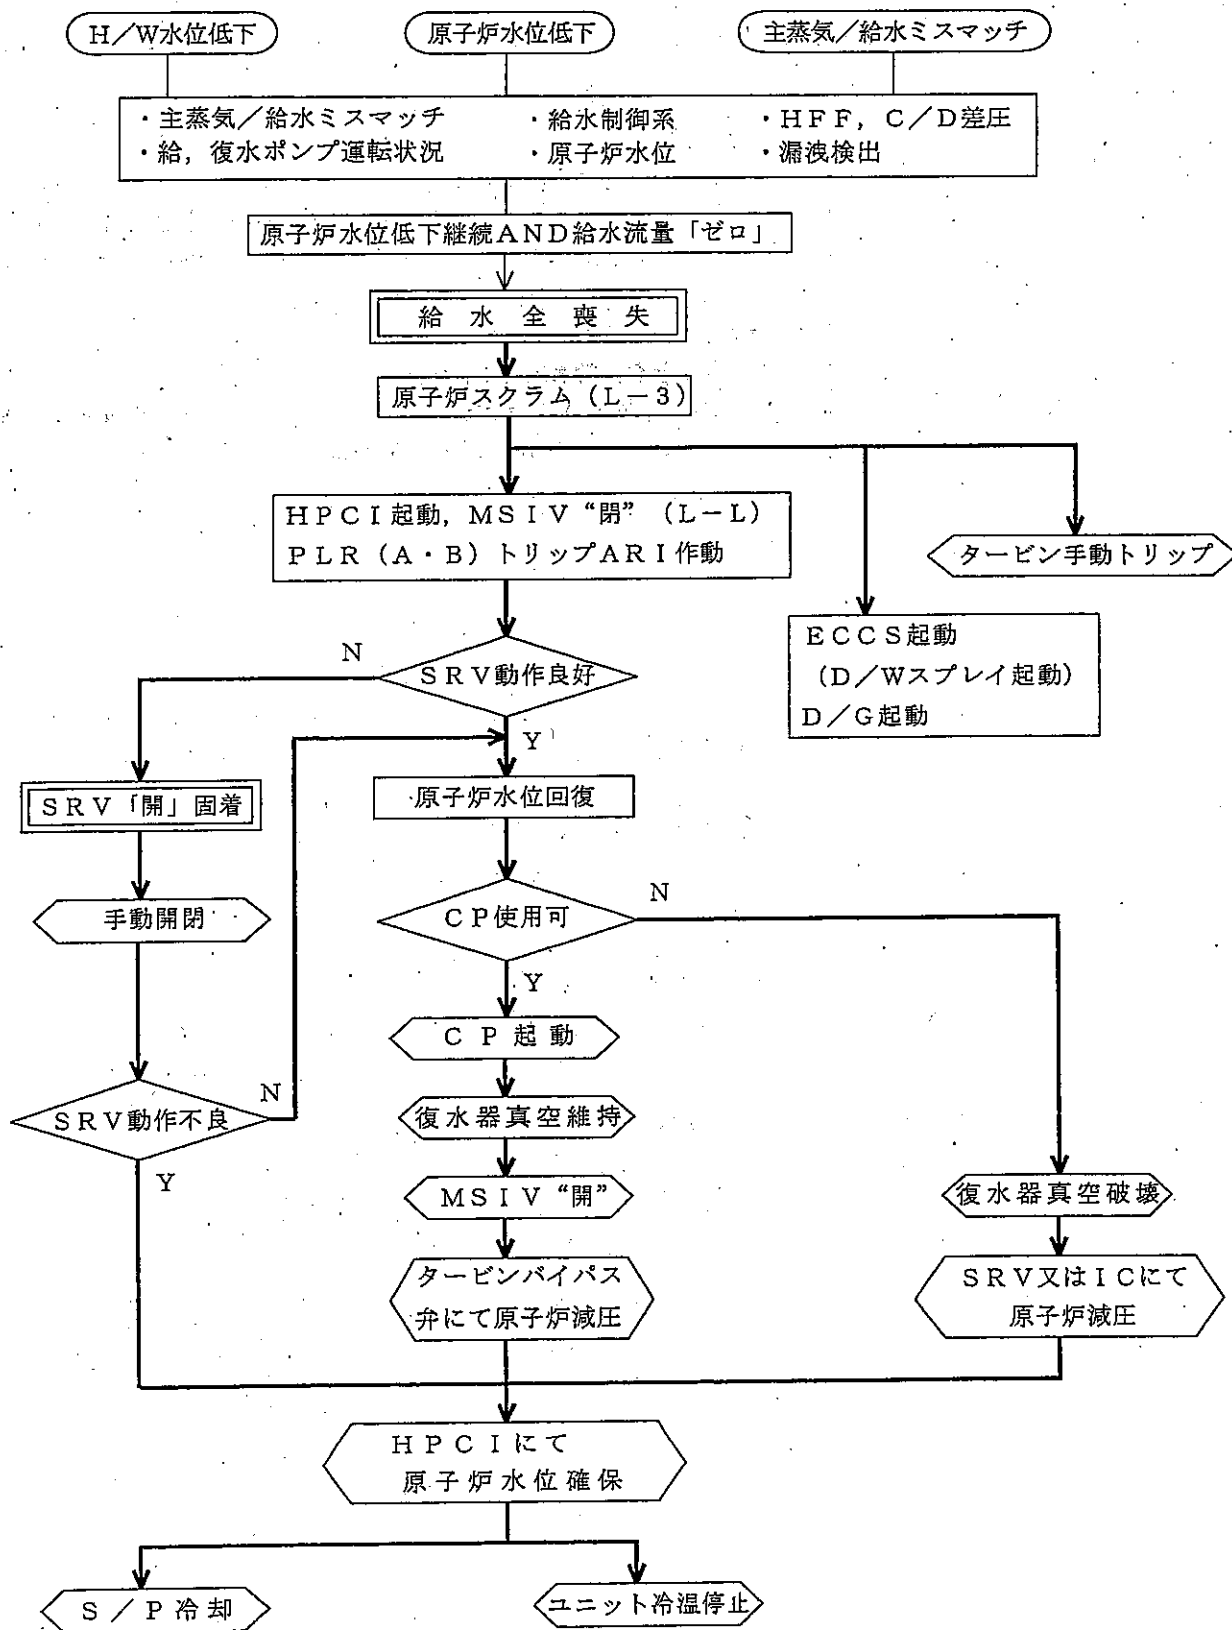 H／W水位低下
原子炉水位低下
主蒸気／給水ミスマッチ
・主蒸気／給水ミスマッチ
・給水制御系
・HFF，C／D差圧
・給，復水ポンプ運転状況
・原子炉水位
・漏洩検出
原子炉水位低下継続AND給水流量「ゼロ」
給水全喪失
原子炉スクラム（L－3）
HPCI起動，MSIV“閉”（L－L）
PLR（A・B）トリップARI作動
タービン手動トリップ
ECCS起動
（D／Wスプレイ起動）
D／G起動
N
SRV動作良好
Y
SRV「開」固着
原子炉水位回復
手動開閉
CP使用可
N
Y
CP起動
SRV動作不良
N
Y
復水器真空維持
MSIV“開”
復水器真空破壊
タービンバイパス
弁にて原子炉減圧
SRV又はICにて
原子炉減圧
HPCIにて
原子炉水位確保
S／P冷却
ユニット冷温停止